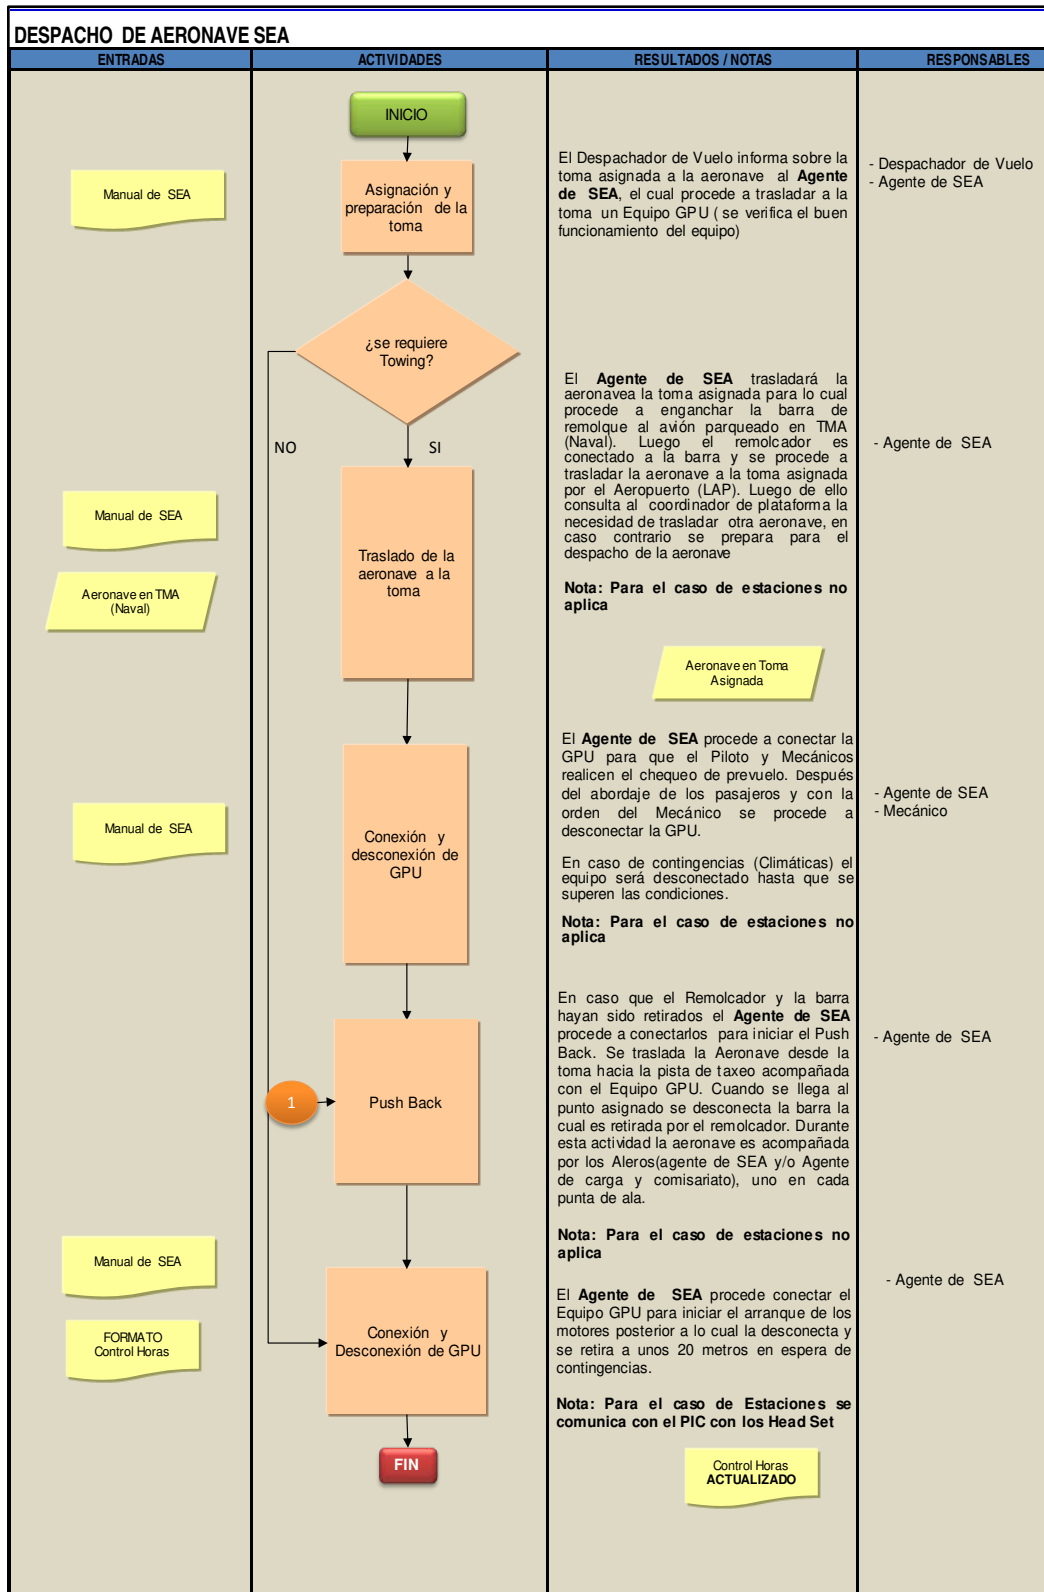 DESPACHO DE AERONAVE SEA
ENTRADAS
ACTIVIDADES
RESULTADOS / NOTAS
RESPONSABLES
INICIO
Manual de SEA
Asignación y
preparación de la
toma
El Despachador de Vuelo informa sobre la
toma asignada a la aeronave al Agente
de SEA, el cual procede a trasladar a la
toma un Equipo GPU ( se verifica el buen
funcionamiento del equipo)
- Despachador de Vuelo
- Agente de SEA
¿se requiere
Towing?
NO
SI
Manual de SEA
Aeronave en TMA
(Naval)
Traslado de la
aeronave a la
toma
El Agente de SEA trasladará la
aeronavea la toma asignada para lo cual
procede a enganchar la barra de
remolque al avión parqueado en TMA
(Naval). Luego el remolcador es
conectado a la barra y se procede a
trasladar la aeronave a la toma asignada
por el Aeropuerto (LAP). Luego de ello
consulta al coordinador de plataforma la
necesidad de trasladar otra aeronave, en
caso contrario se prepara para el
despacho de la aeronave
Nota: Para el caso de estaciones no
aplica
Aeronave en Toma
Asignada
- Agente de SEA
Manual de SEA
Conexión y
desconexión de
GPU
El Agente de SEA procede a conectar la
GPU para que el Piloto y Mecánicos
realicen el chequeo de prevuelo. Después
del abordaje de los pasajeros y con la
orden del Mecánico se procede a
desconectar la GPU.
En caso de contingencias (Climáticas) el
equipo será desconectado hasta que se
superen las condiciones.
Nota: Para el caso de estaciones no
aplica
- Agente de SEA
- Mecánico
1
Push Back
En caso que el Remolcador y la barra
hayan sido retirados el Agente de SEA
procede a conectarlos para iniciar el Push
Back. Se traslada la Aeronave desde la
toma hacia la pista de taxeo acompañada
con el Equipo GPU. Cuando se llega al
punto asignado se desconecta la barra la
cual es retirada por el remolcador. Durante
esta actividad la aeronave es acompañada
por los Aleros(agente de SEA y/o Agente
de carga y comisariato), uno en cada
punta de ala.
Nota: Para el caso de estaciones no
aplica
- Agente de SEA
Manual de SEA
FORMATO
Control Horas
Conexión y
Desconexión de GPU
El Agente de SEA procede conectar el
Equipo GPU para iniciar el arranque de los
motores posterior a lo cual la desconecta y
se retira a unos 20 metros en espera de
contingencias.
Nota: Para el caso de Estaciones se
comunica con el PIC con los Head Set
- Agente de SEA
FIN
Control Horas
ACTUALIZADO